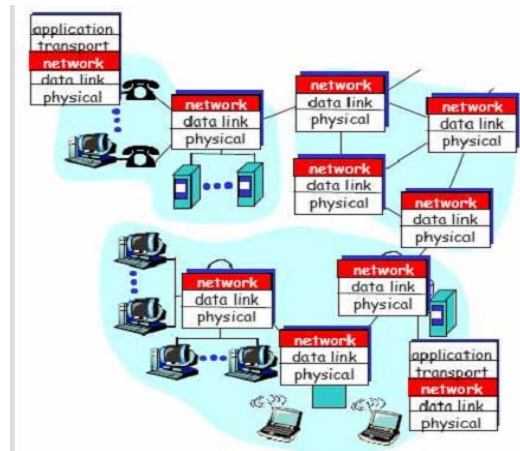 application
transport
network
data link
physical
network
data link
physical
network
data link
physical
network
data link
physical
network
data link
physical
network
data link
physical
network
data link
physical
network
data link
physical
network
data link
physical
application
transport
network
data link
physical